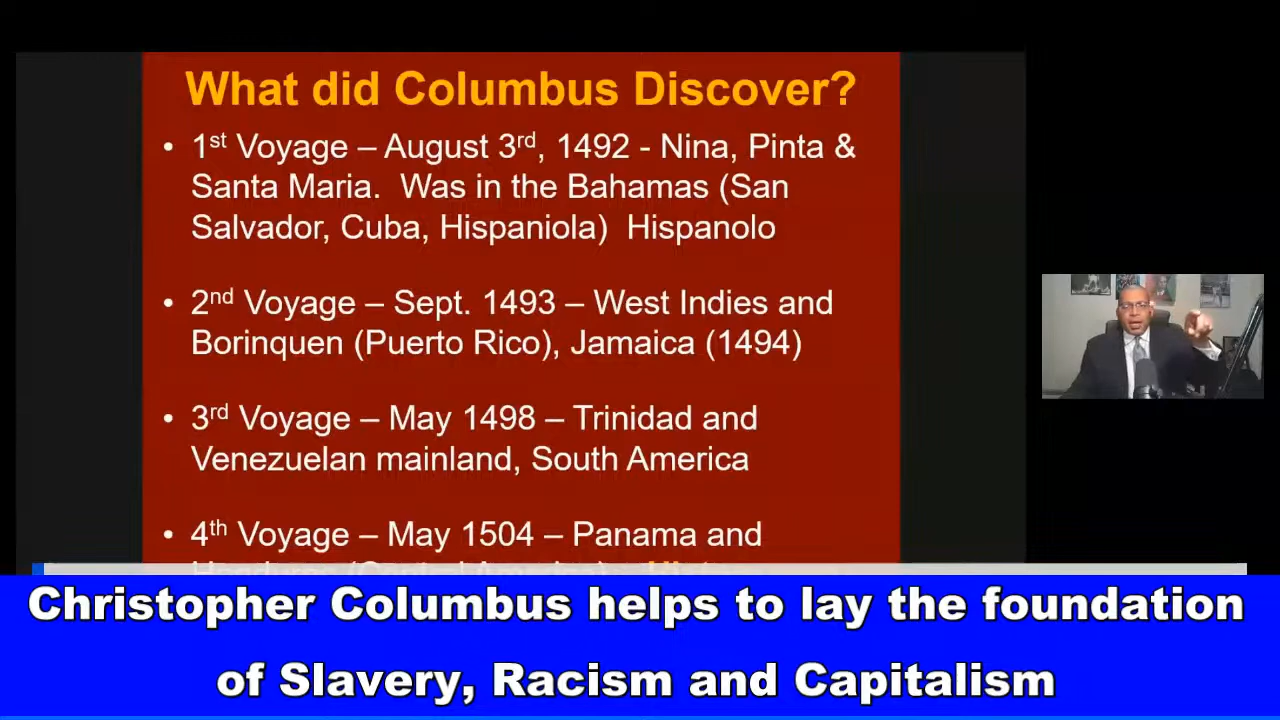 What did Columbus Discover?
• 1st Voyage – August 3rd, 1492 - Nina, Pinta &
Santa Maria.  Was in the Bahamas (San
Salvador, Cuba, Hispaniola)  Hispanolo
• 2nd Voyage – Sept. 1493 – West Indies and
Borinquen (Puerto Rico), Jamaica (1494)
• 3rd Voyage – May 1498 – Trinidad and
Venezuelan mainland, South America
• 4th Voyage – May 1504 – Panama and
Christopher Columbus helps to lay the foundation
of Slavery, Racism and Capitalism